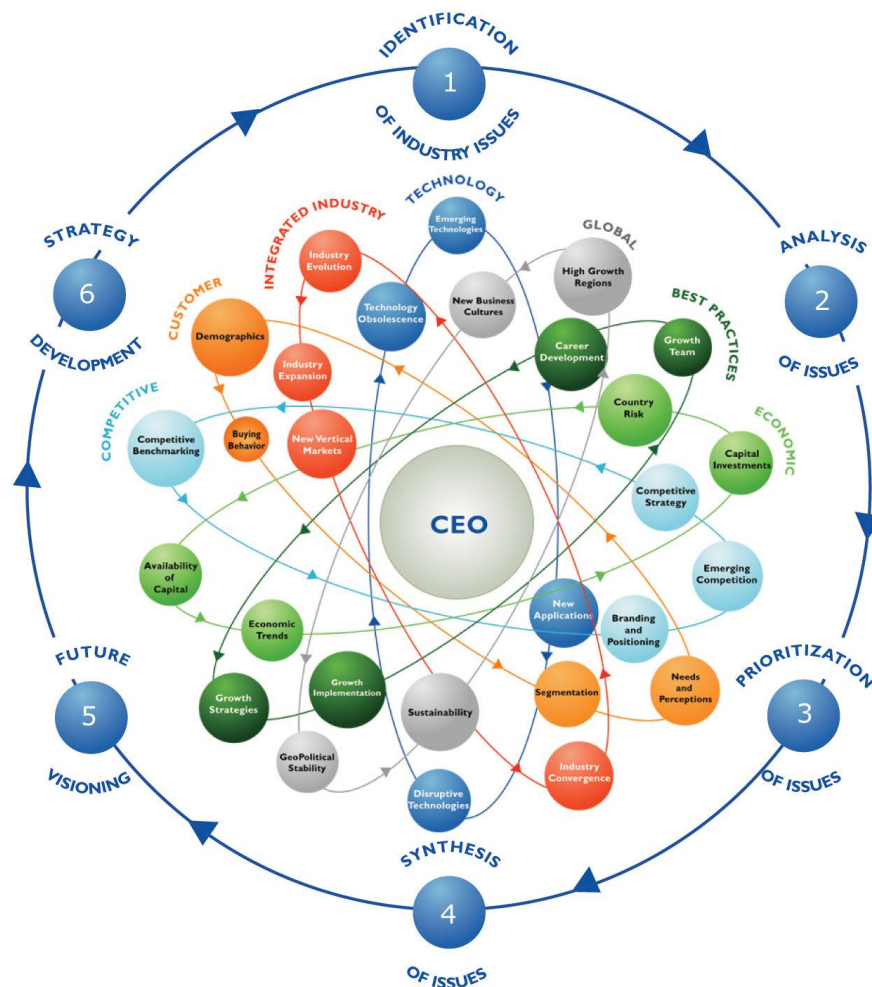 IDENTIFICATION
1
OF INDUSTRY ISSUES
ANALYSIS
2
OF ISSUES
PRIORITIZATION
3
OF ISSUES
SYNTHESIS
4
OF ISSUES
FUTURE
5
VISIONING
STRATEGY
6
DEVELOPMENT
TECHNOLOGY
Emerging
Technologies
Technology
Obsolescence
New
Applications
Disruptive
Technologies
INTEGRATED INDUSTRY
Industry
Evolution
Industry
Expansion
New Vertical
Markets
Industry
Convergence
GLOBAL
High Growth
Regions
New Business
Cultures
Sustainability
GeoPolitical
Stability
CUSTOMER
Demographics
Buying
Behavior
Segmentation
Needs
and
Perceptions
BEST PRACTICES
Growth
Team
Career
Development
Growth
Strategies
Growth
Implementation
COMPETITIVE
Competitive
Benchmarking
Competitive
Strategy
Emerging
Competition
Branding
and
Positioning
ECONOMIC
Country
Risk
Capital
Investments
Availability
of
Capital
Economic
Trends
CEO